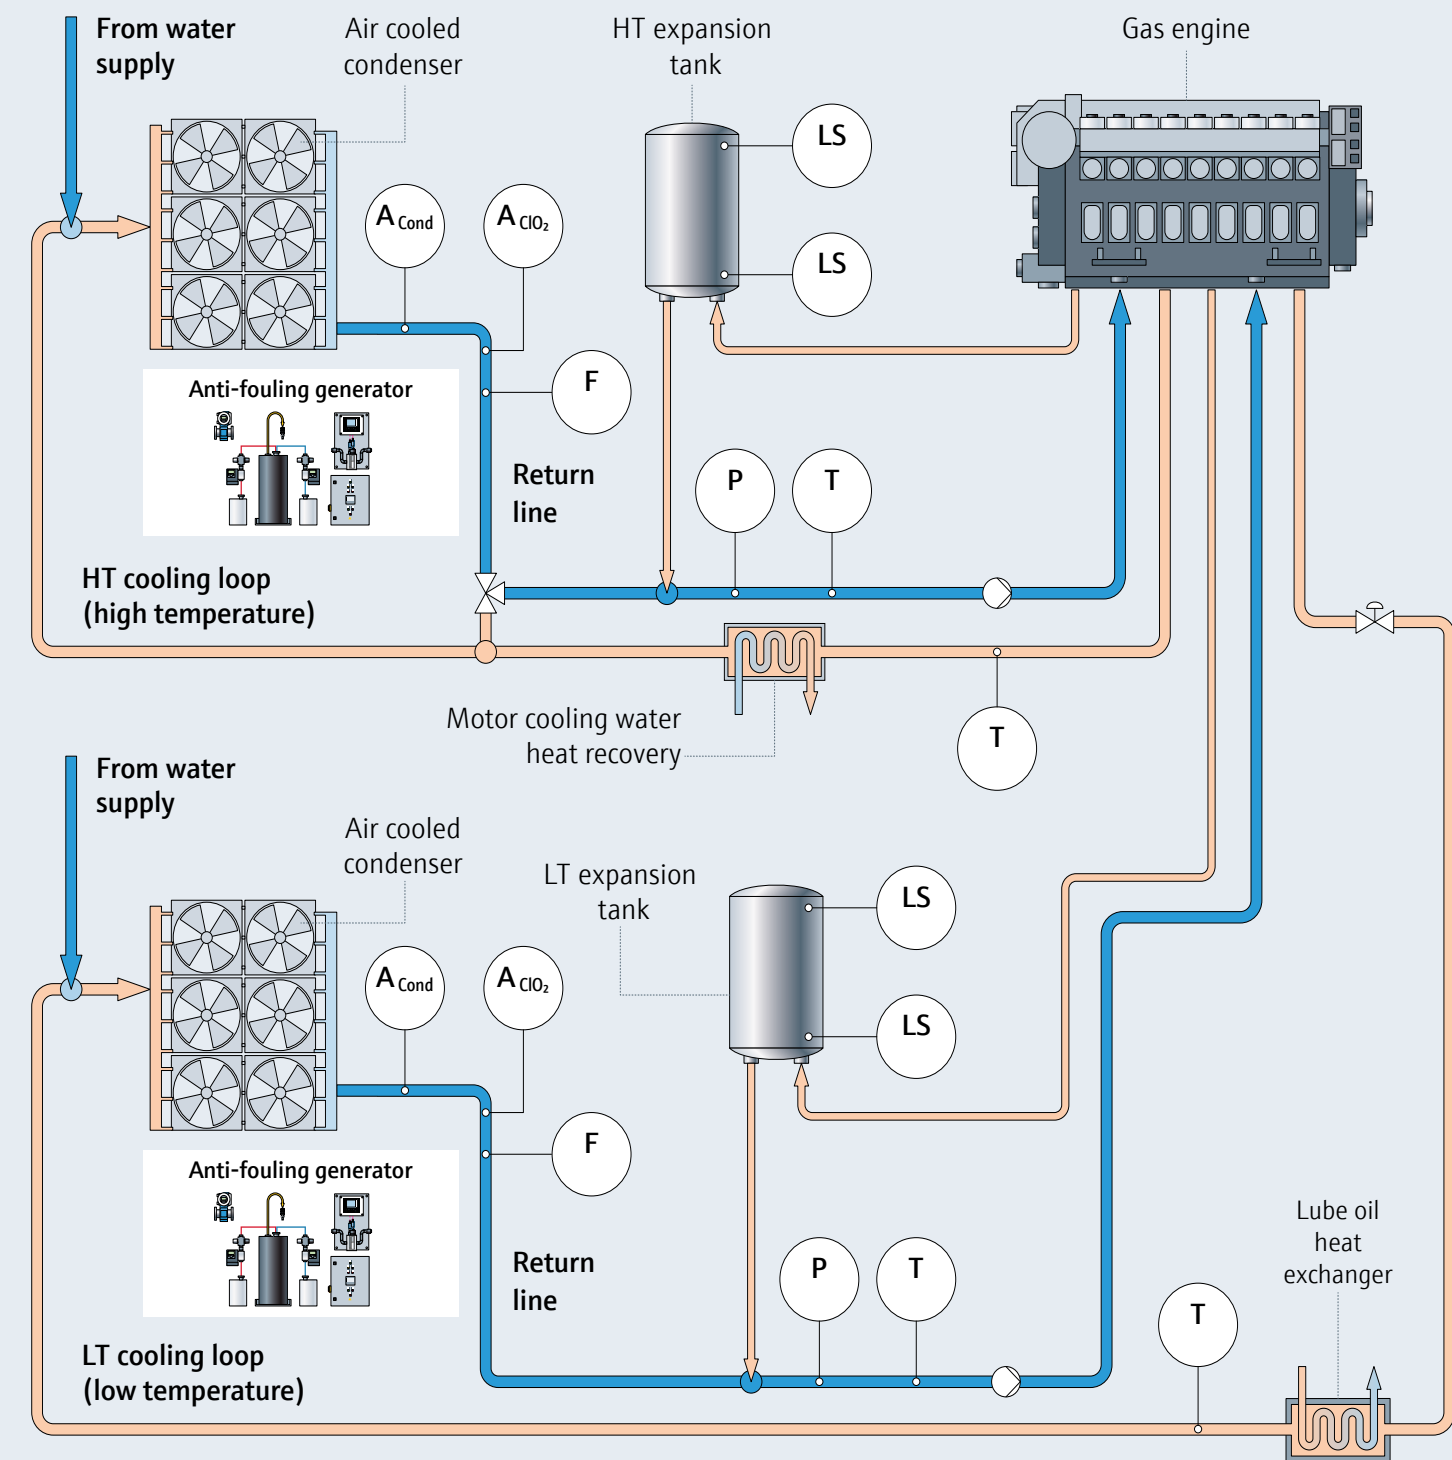 From water
supply
Air cooled
condenser
HT expansion
tank
Gas engine
LS
LS
A Cond
A ClO₂
F
Anti-fouling generator
Return
line
P
T
HT cooling loop
(high temperature)
Motor cooling water
heat recovery
T
From water
supply
Air cooled
condenser
LT expansion
tank
LS
LS
A Cond
A ClO₂
F
Anti-fouling generator
Return
line
P
T
Lube oil
heat
exchanger
T
LT cooling loop
(low temperature)